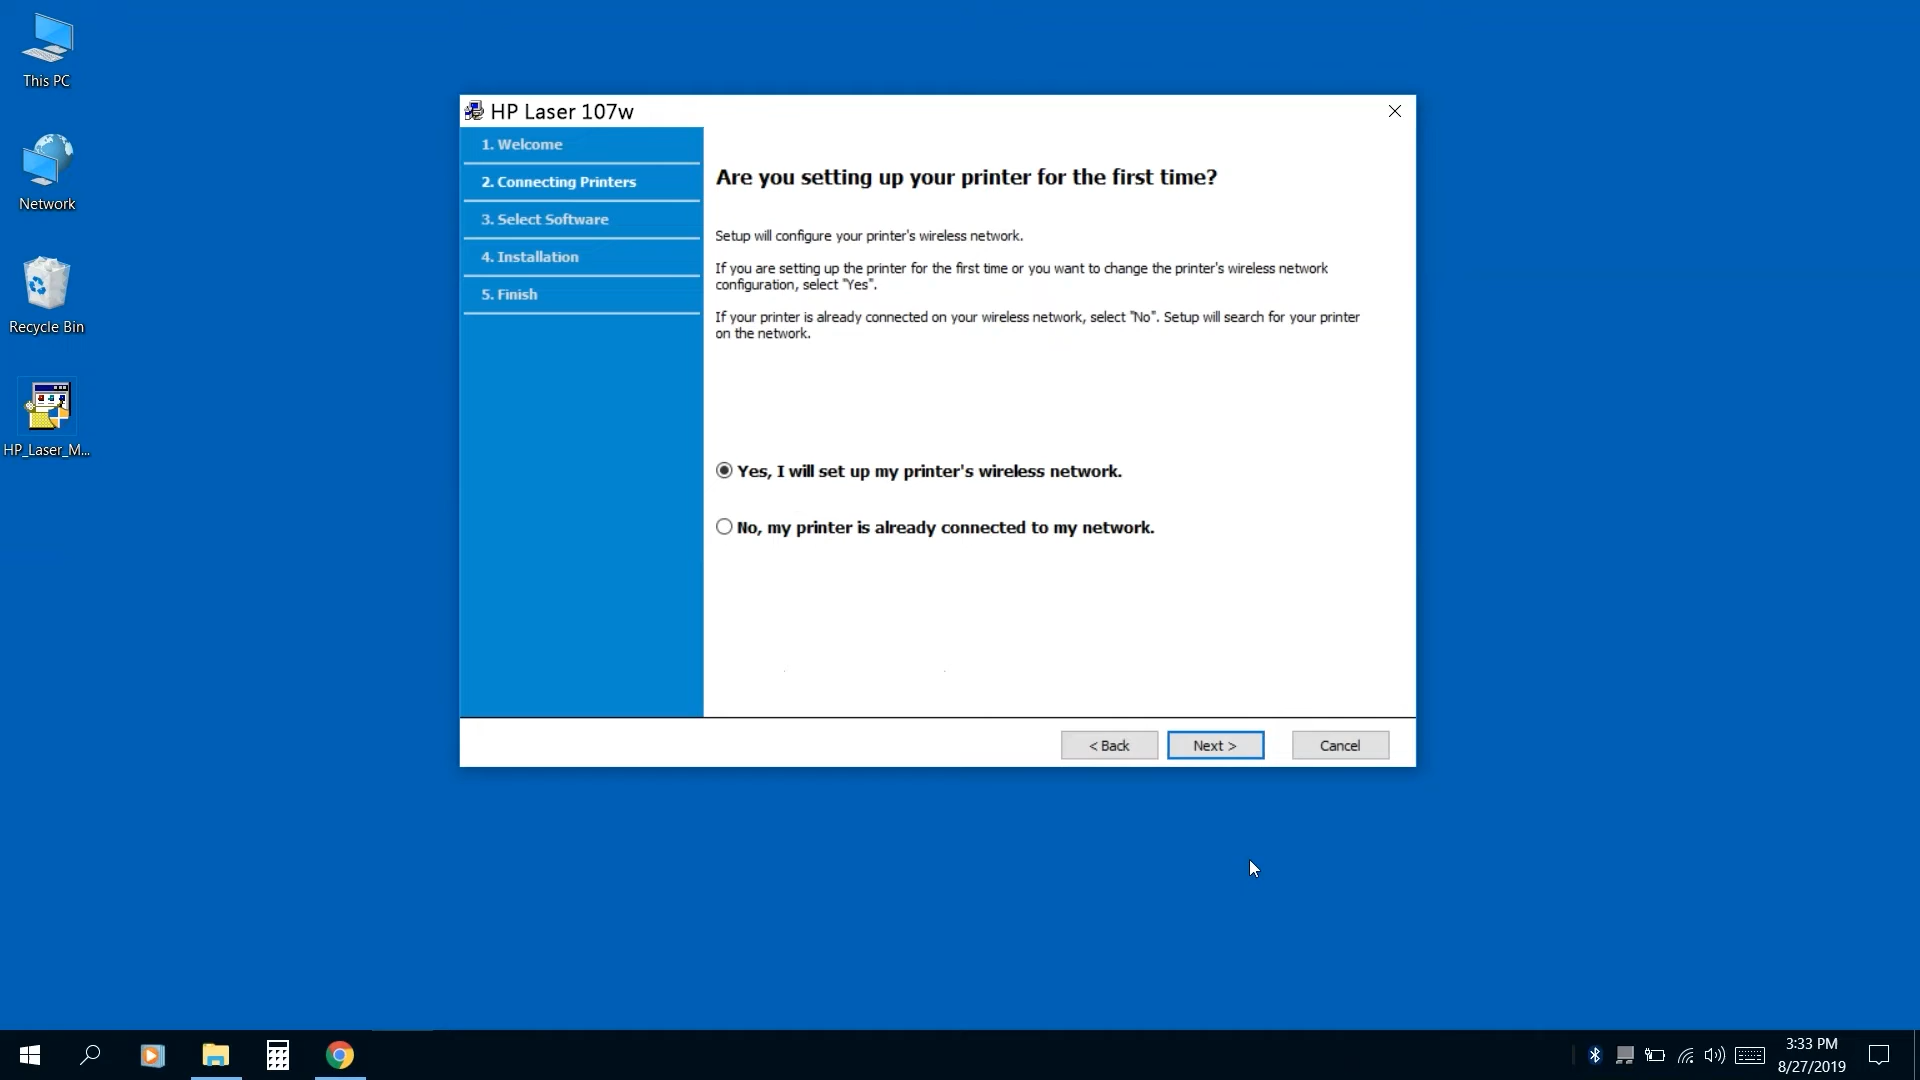 This PC
Network
Recycle Bin
HP_Laser_M...
HP Laser 107w
1. Welcome
2. Connecting Printers
3. Select Software
4. Installation
5. Finish
Are you setting up your printer for the first time?
Setup will configure your printer's wireless network.
If you are setting up the printer for the first time or you want to change the printer's wireless network
configuration, select "Yes".
If your printer is already connected on your wireless network, select "No". Setup will search for your printer
on the network.
Yes, I will set up my printer's wireless network.
No, my printer is already connected to my network.
< Back
Next >
Cancel
3:33 PM
8/27/2019